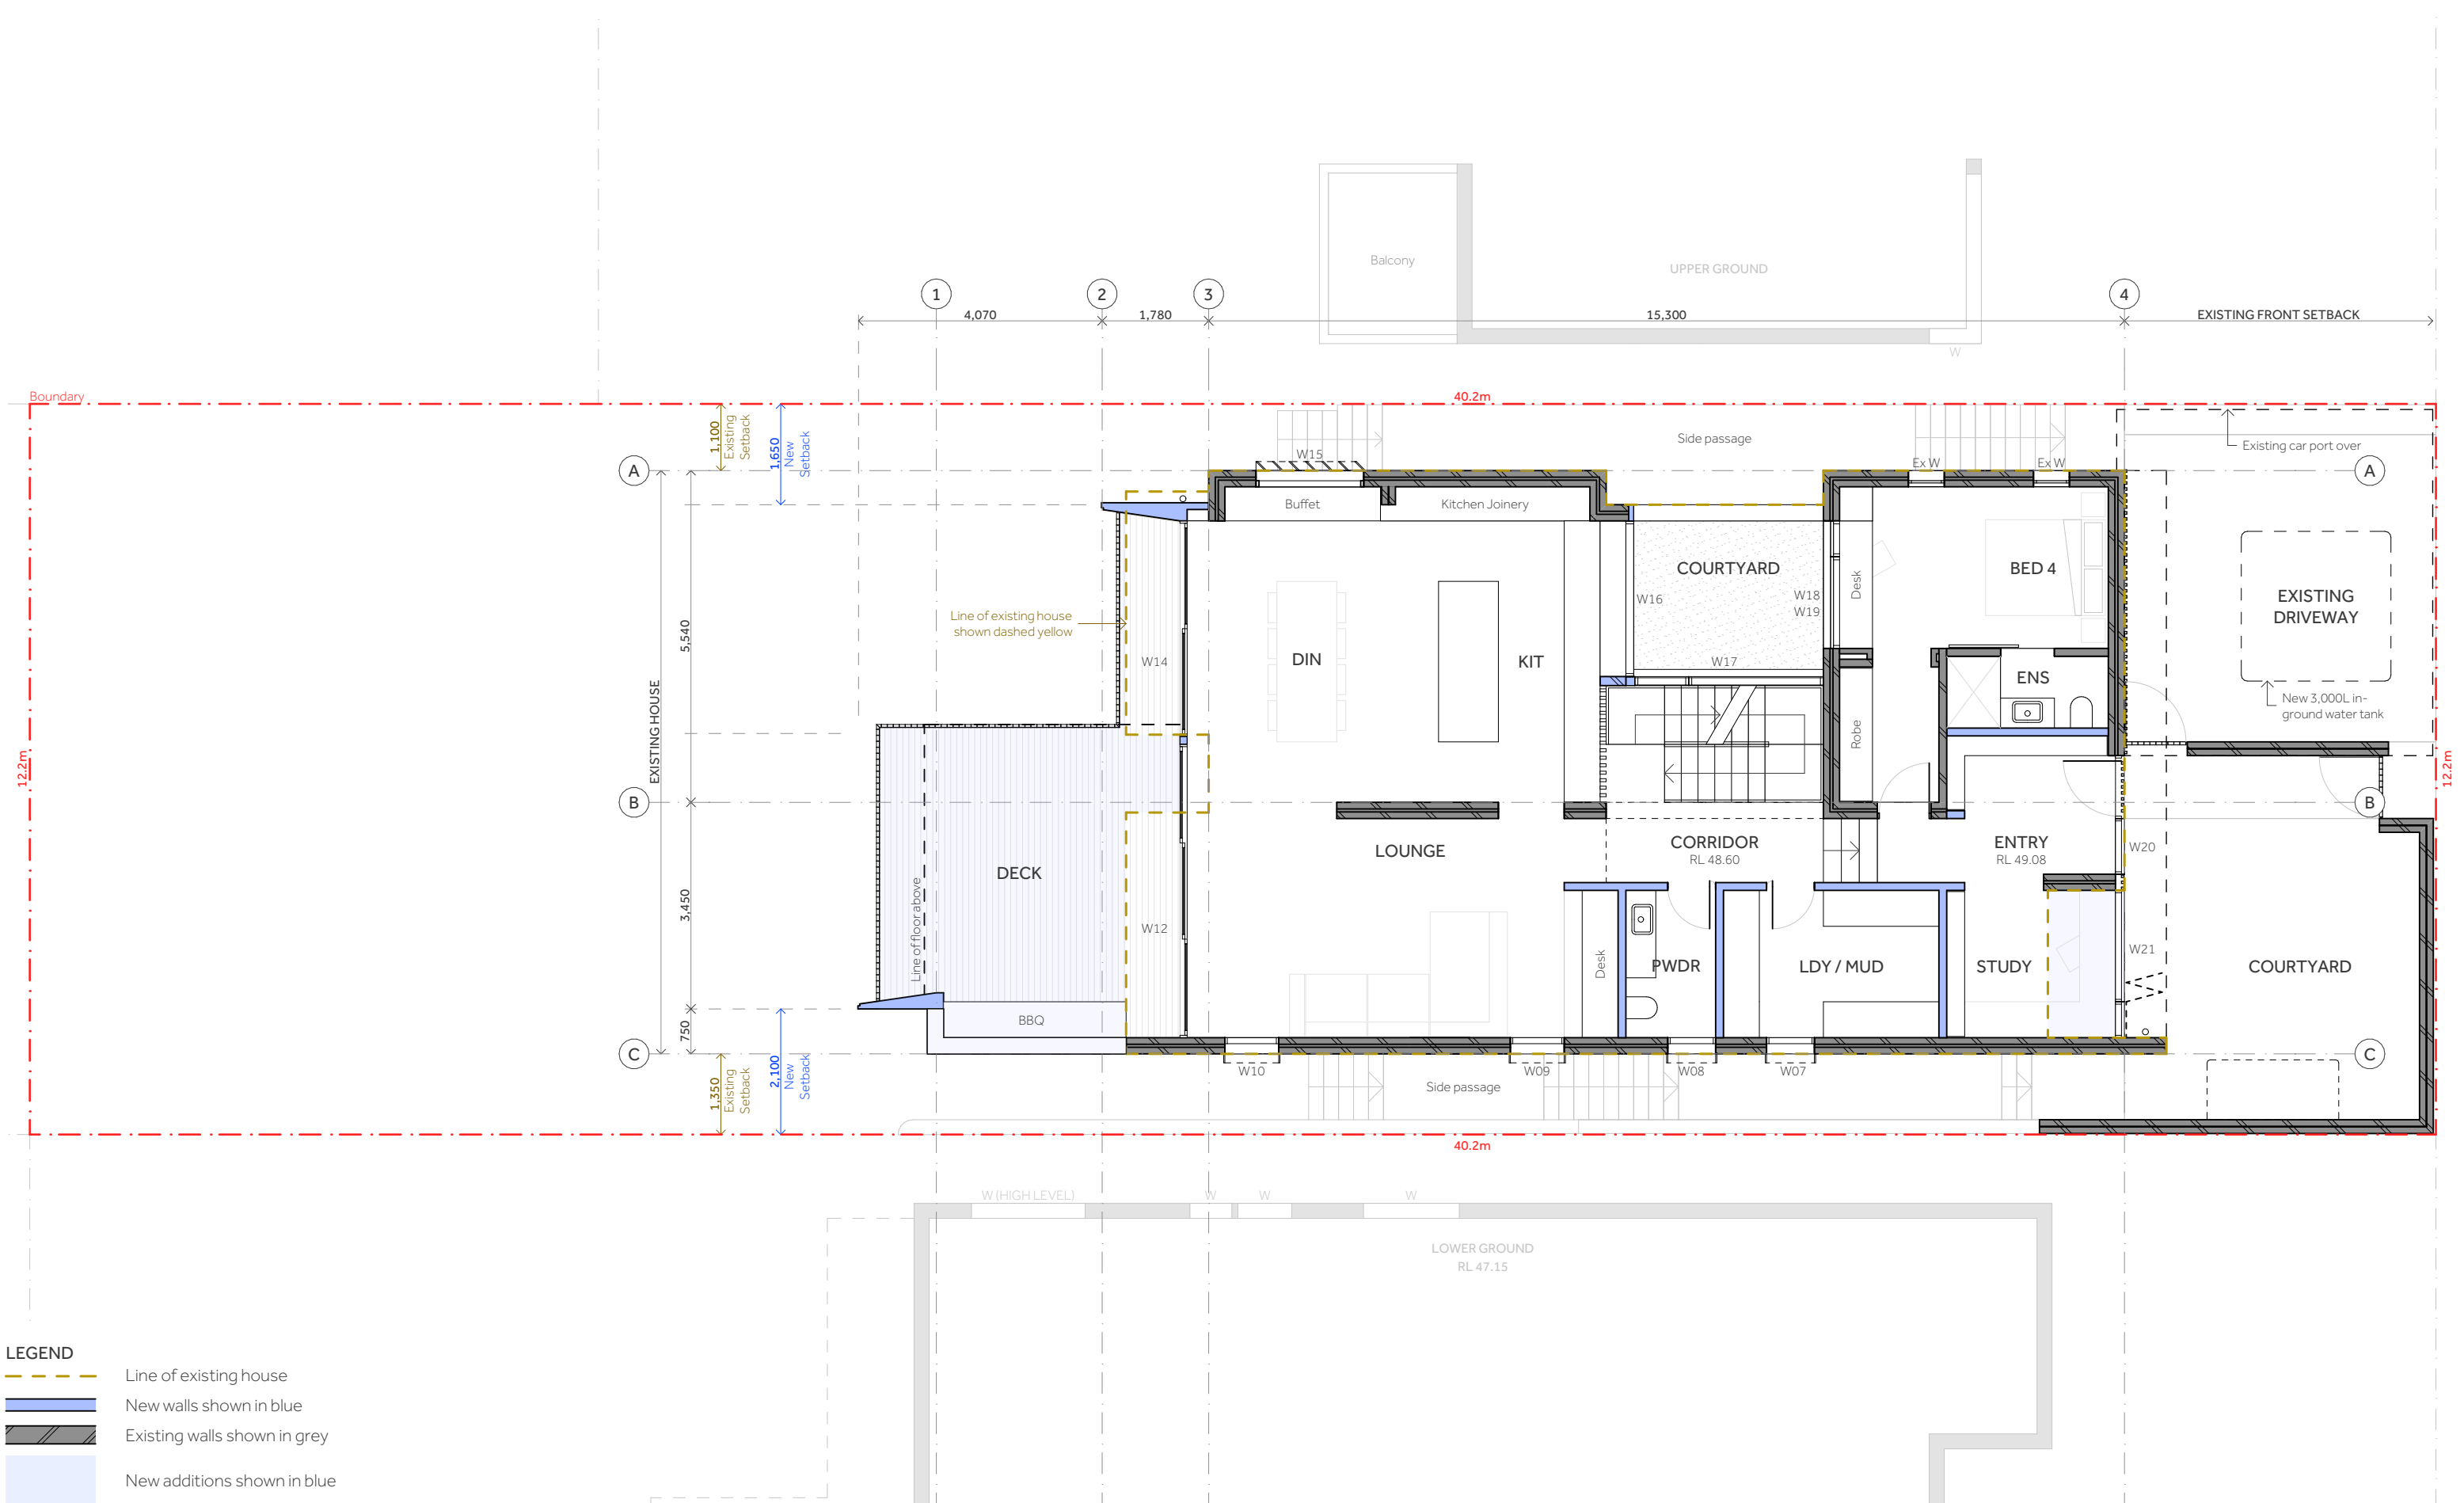 Balcony
UPPER GROUND
W
1
2
3
4
4,070
1,780
15,300
EXISTING FRONT SETBACK
Boundary
40.2m
1,100
Existing
Setback
1,650
New
Setback
Side passage
Existing car port over
W15
Ex W
Ex W
A
A
Buffet
Kitchen Joinery
COURTYARD
BED 4
Desk
W16
W18
W19
EXISTING
DRIVEWAY
Line of existing house
shown dashed yellow
5,540
W14
DIN
KIT
W17
ENS
New 3,000L in-
ground water tank
EXISTING HOUSE
Robe
12.2m
12.2m
B
B
LOUNGE
CORRIDOR
RL 48.60
ENTRY
RL 49.08
W20
DECK
Line of floor above
3,450
W12
Desk
PWDR
LDY / MUD
STUDY
W21
COURTYARD
BBQ
750
C
C
W10
W09
W08
W07
Side passage
1,350
Existing
Setback
2,100
New
Setback
40.2m
W (HIGH LEVEL)
W
W
W
LOWER GROUND
RL 47.15
LEGEND
Line of existing house
New walls shown in blue
Existing walls shown in grey
New additions shown in blue